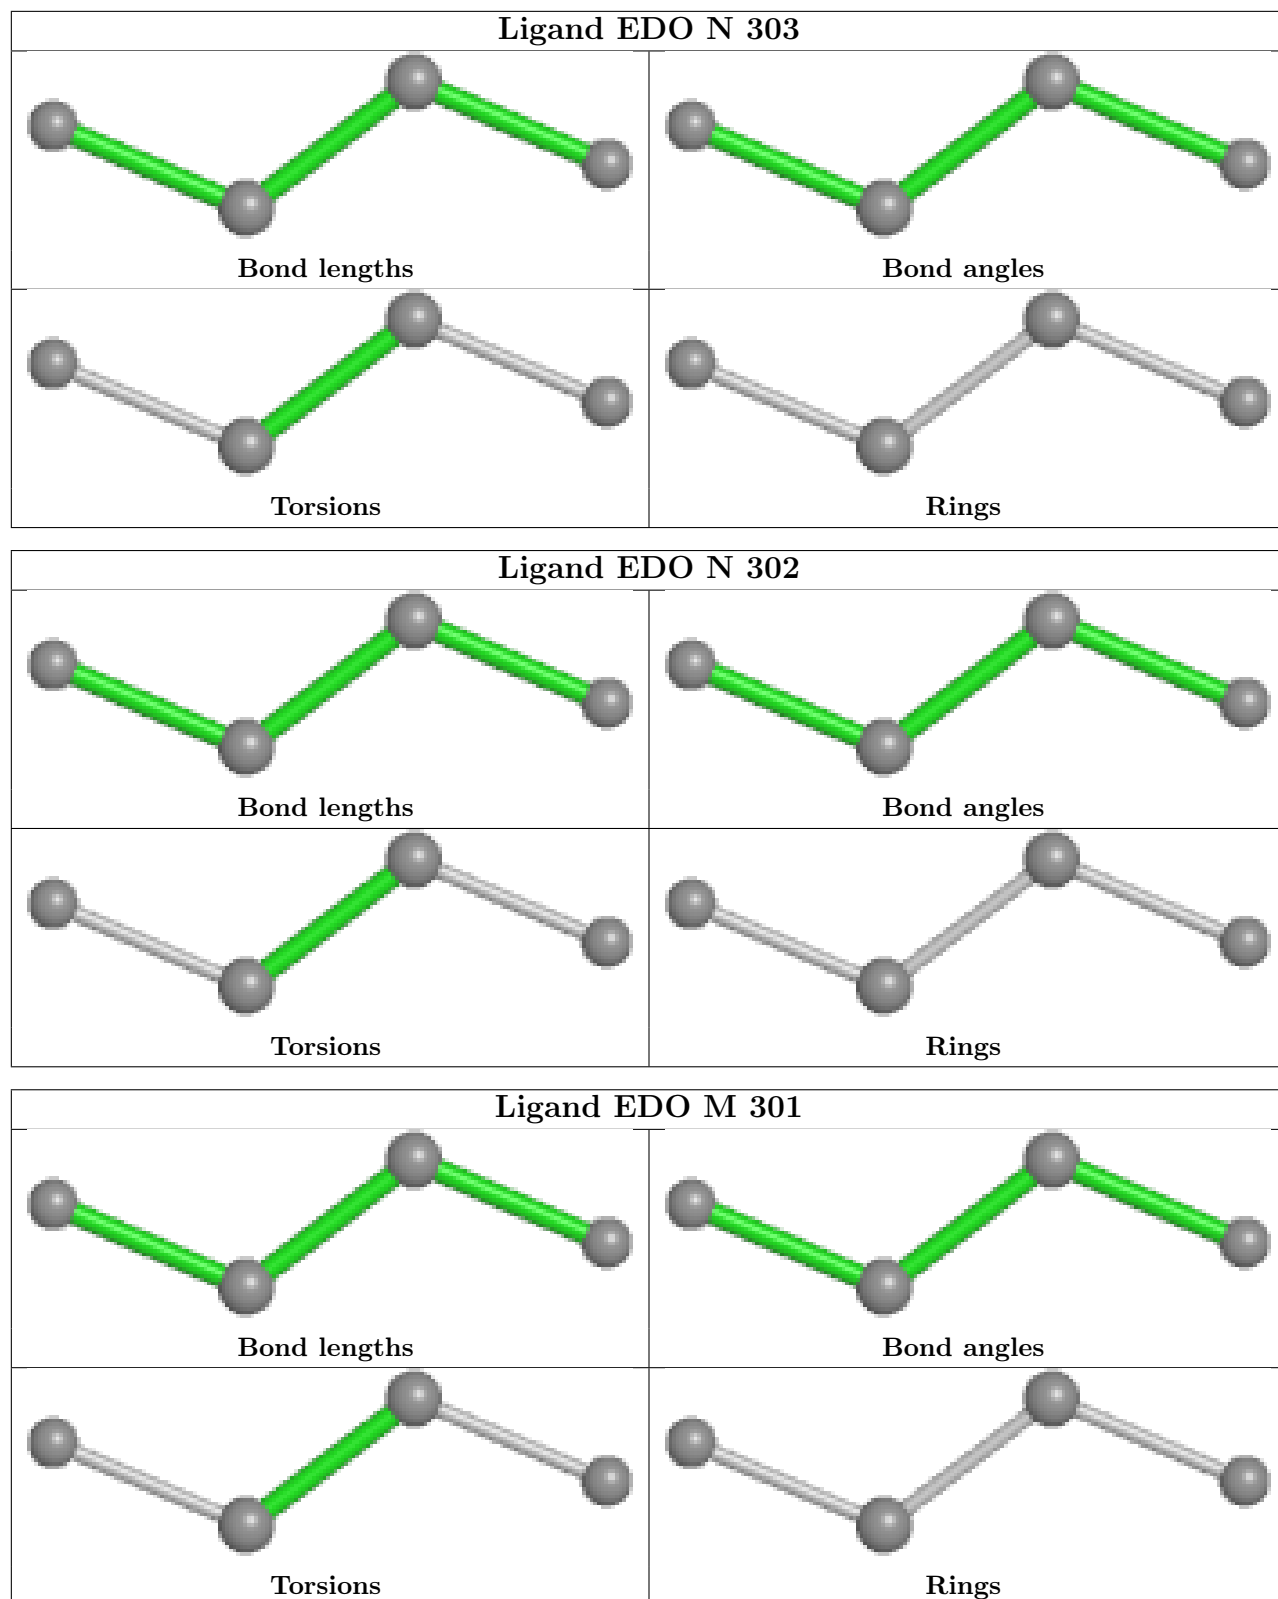 Ligand EDO N 303
Bond lengths
Bond angles
Torsions
Rings
Ligand EDO N 302
Bond lengths
Bond angles
Torsions
Rings
Ligand EDO M 301
Bond lengths
Bond angles
Torsions
Rings